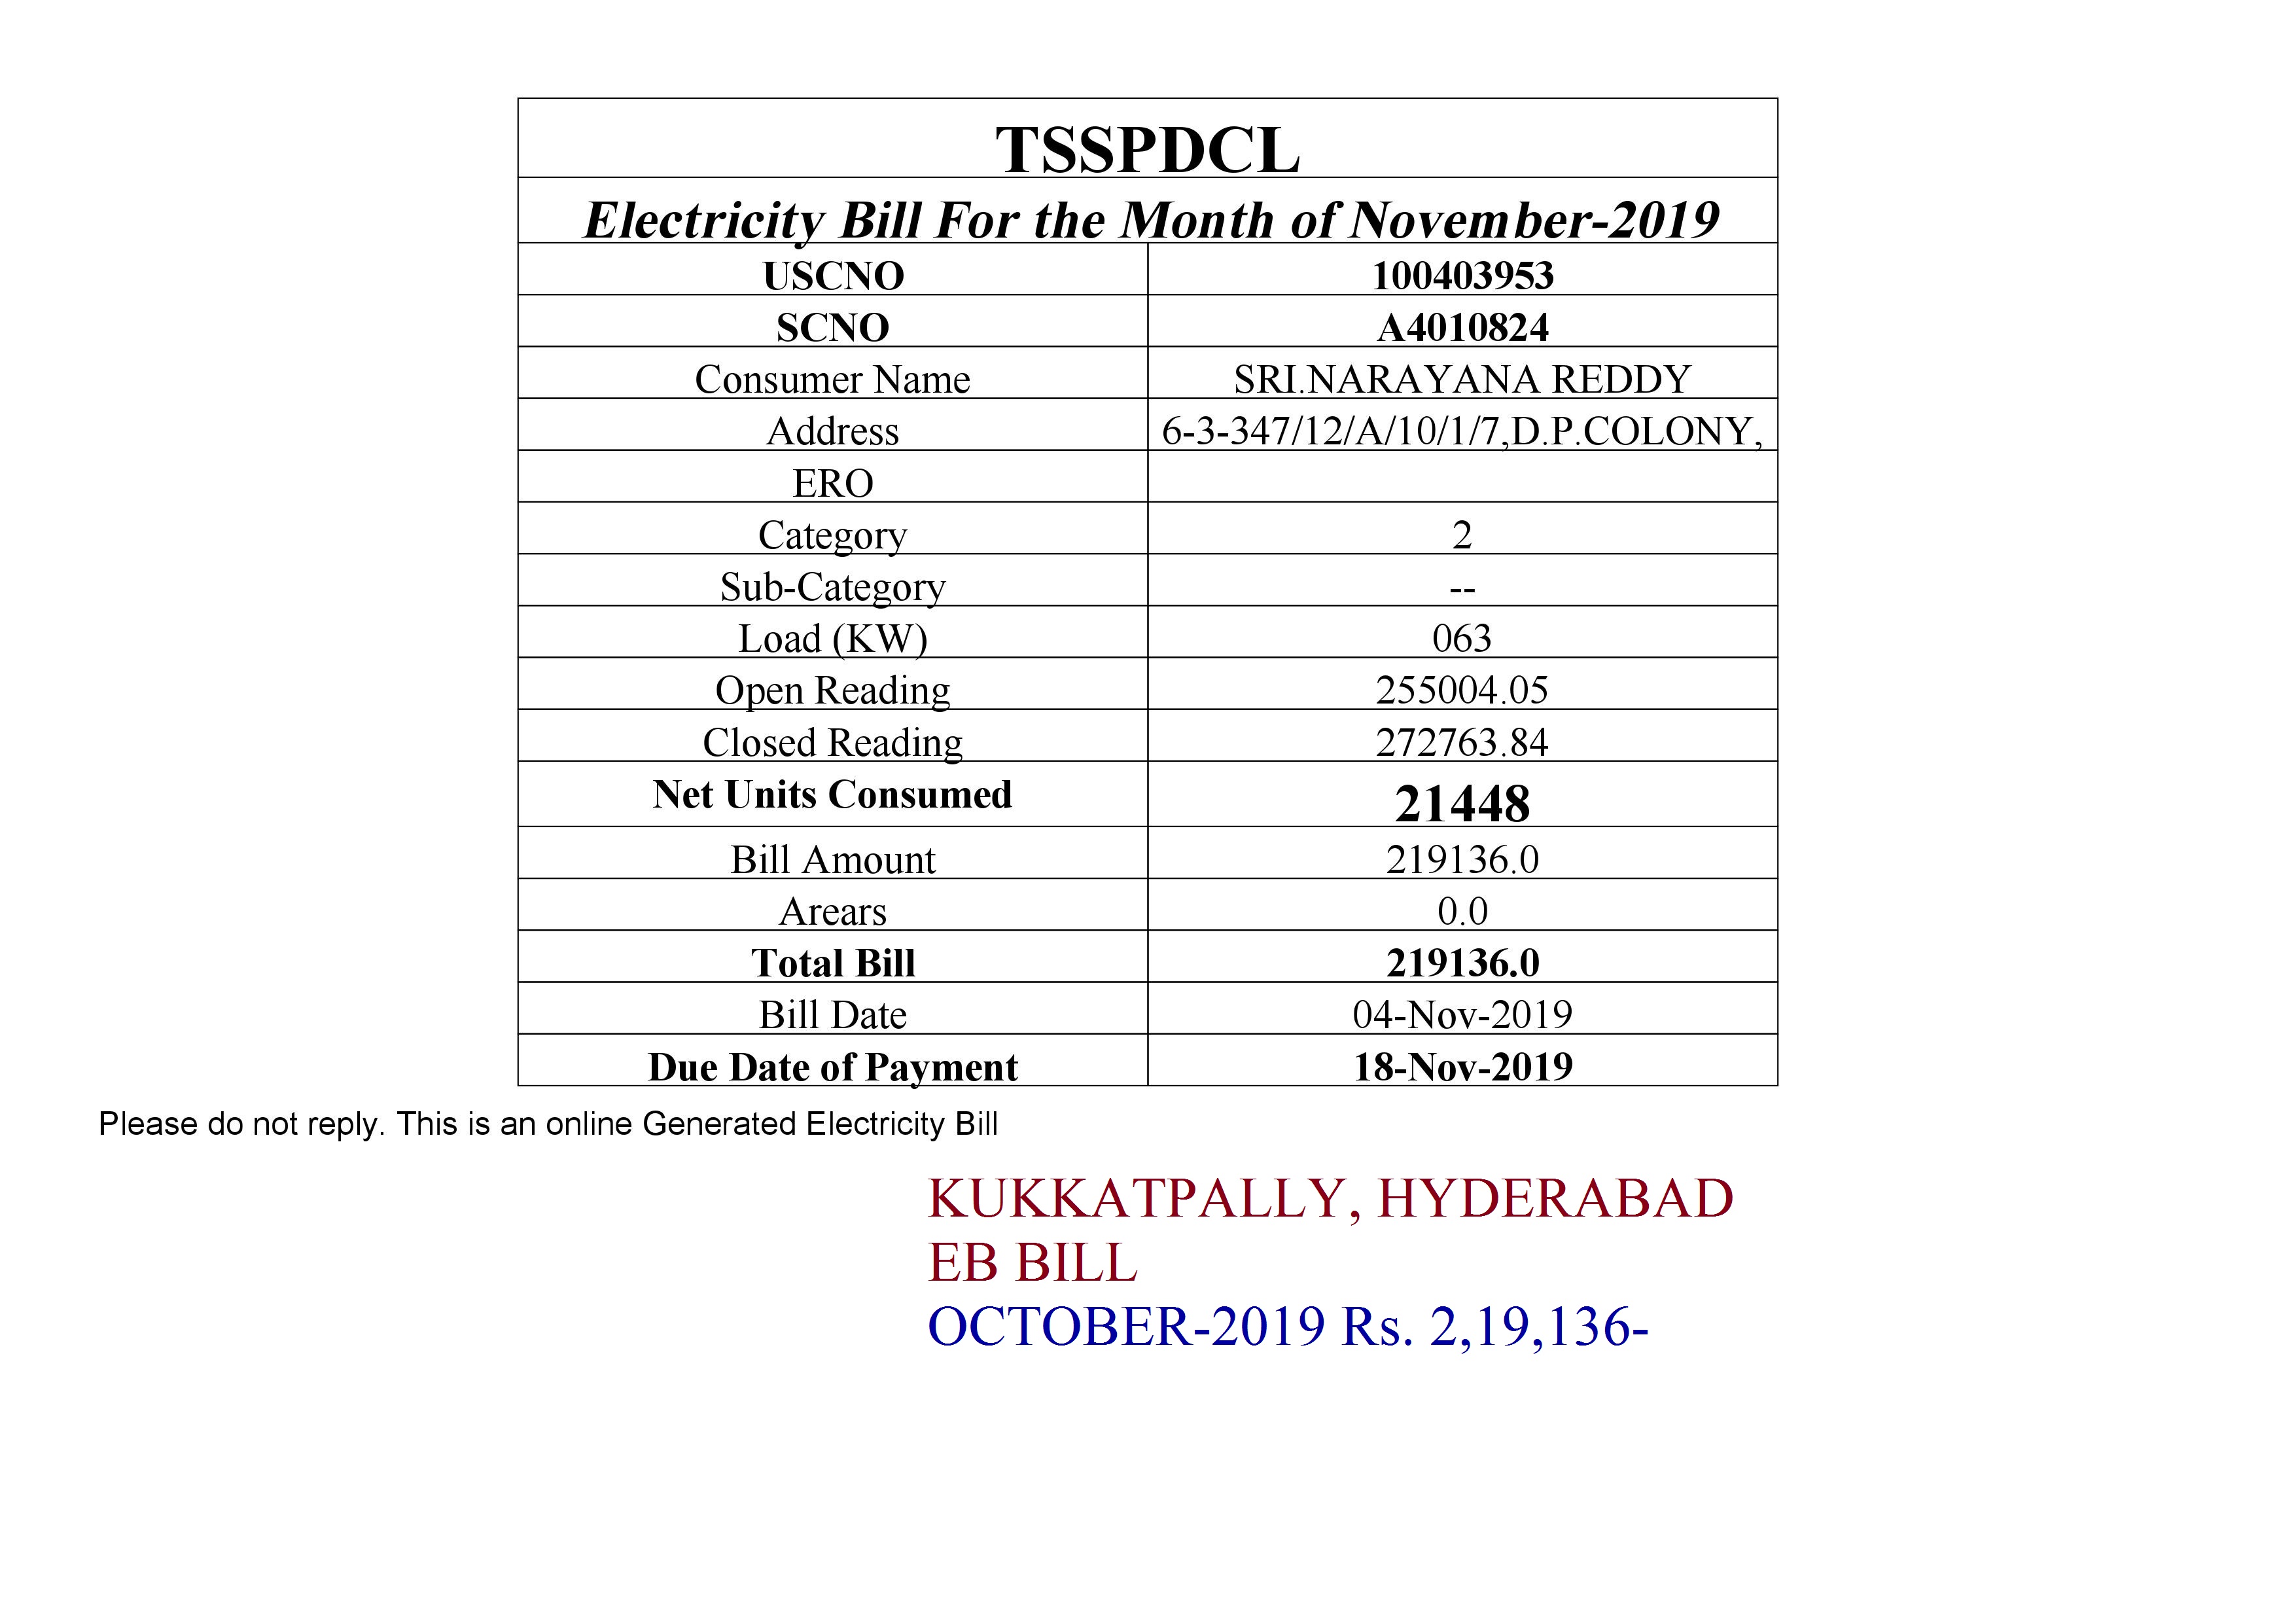 TSSPDCL
Electricity Bill For the Month of November-2019
USCNO 100403953
SCNO A4010824
Consumer Name SRI.NARAYANA REDDY
Address 6-3-347/12/A/10/1/7,D.P.COLONY,
ERO
Category 2
Sub-Category --
Load (KW) 063
Open Reading 255004.05
Closed Reading 272763.84
Net Units Consumed 21448
Bill Amount 219136.0
Arears 0.0
Total Bill 219136.0
Bill Date 04-Nov-2019
Due Date of Payment 18-Nov-2019
Please do not reply. This is an online Generated Electricity Bill
KUKKATPALLY, HYDERABAD
EB BILL
OCTOBER-2019 Rs. 2,19,136-